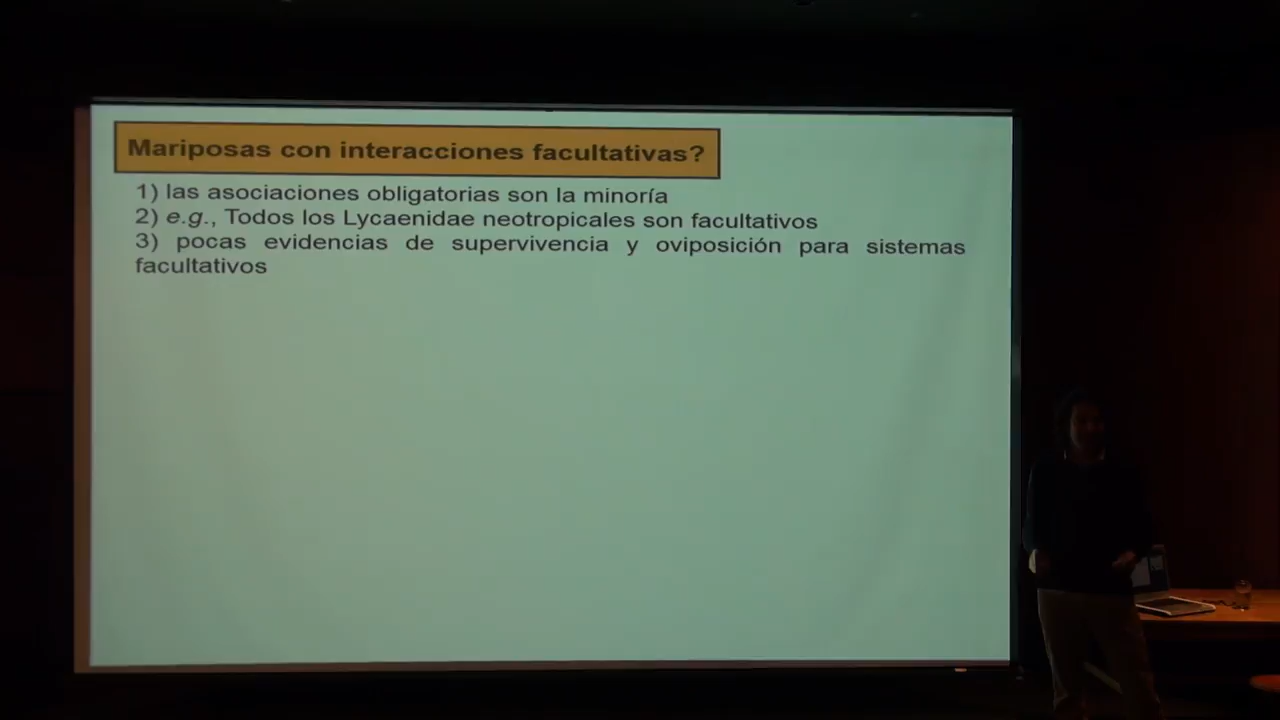 Mariposas con interacciones facultativas?
1) las asociaciones obligatorias son la minoría
2) e.g., Todos los Lycaenidae neotropicales son facultativos
3) pocas evidencias de supervivencia y oviposición para sistemas
facultativos